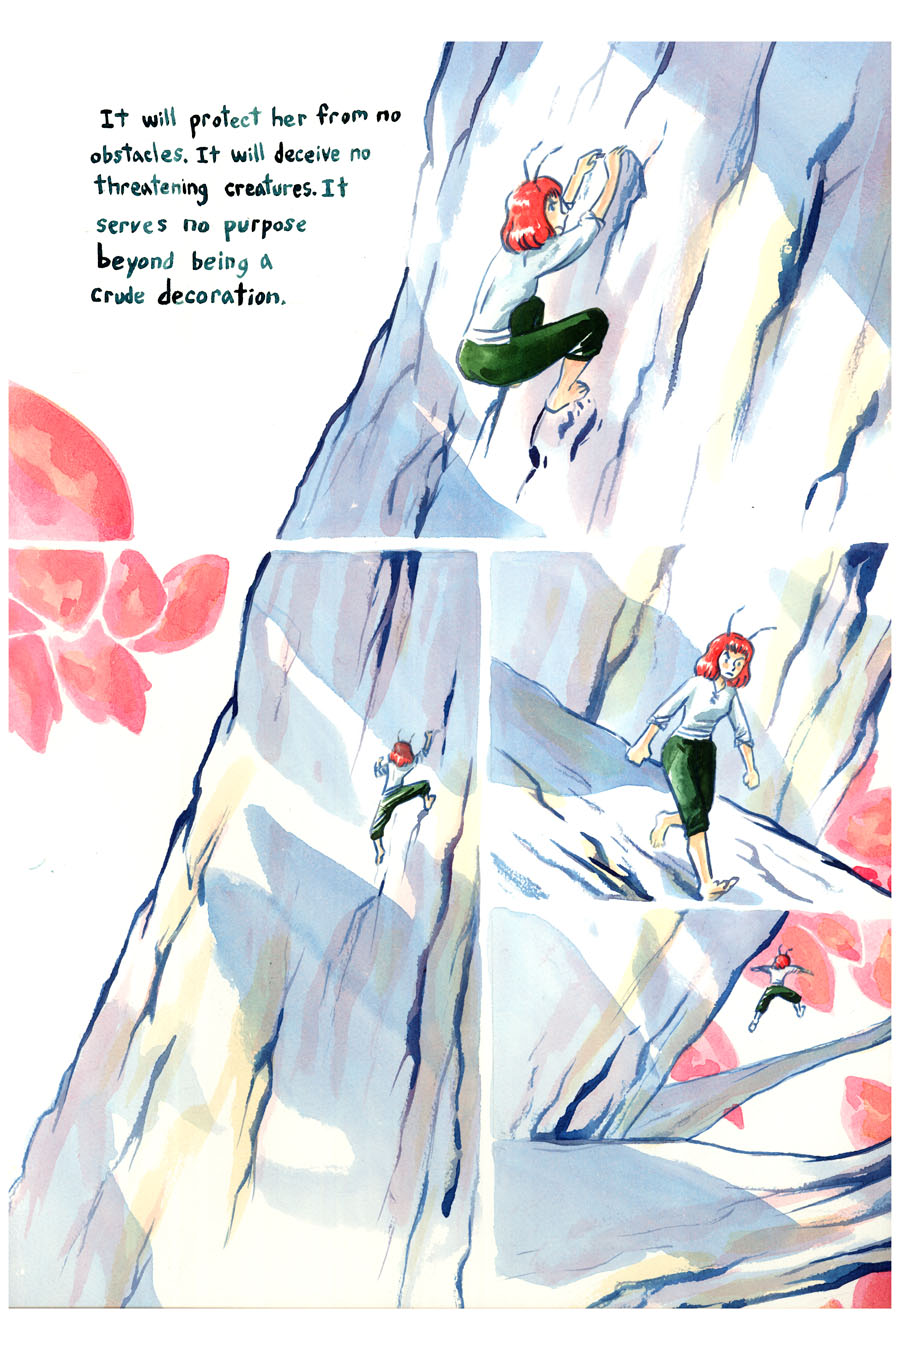 It will protect her from no
obstacles. It will deceive no
threatening creatures. It
serves no purpose
beyond being a
crude decoration.